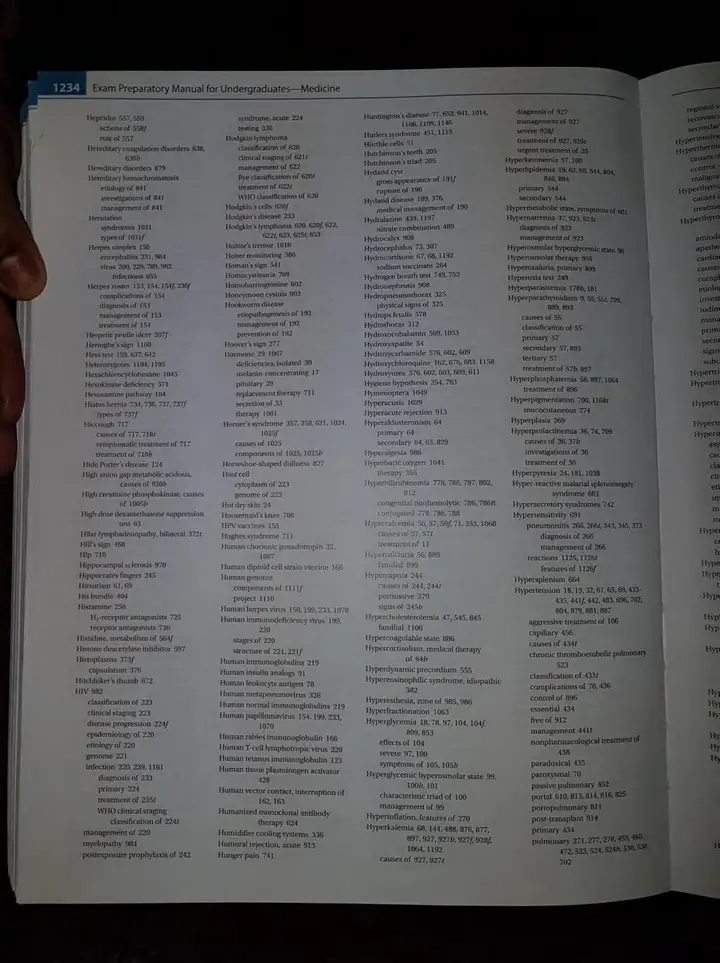 1234 Exam Preparatory Manual for Undergraduates—Medicine
Hepcidin 557, 559
actions of 558f
role of 557
Hereditary coagulation disorders 638,
638b
Hereditary disorders 879
Hereditary hemochromatosis
etiology of 841
investigations of 841
management of 841
Herniation
syndromes 1031
types of 1031f
Herpes simplex 150
encephalitis 231, 984
virus 200, 229, 789, 982
infections 655
Herpes zoster 153, 154, 154f, 230f
complications of 154
diagnosis of 153
management of 153
treatment of 154
Herpetic penile ulcer 207f
Hertoghe's sign 1160
Hess test 159, 637, 642
Heterozygotes 1104, 1105
Hexachlorocyclohexane 1045
Hexokinase deficiency 571
Hexosamine pathway 104
Hiatus hernia 734, 736, 737, 737f
types of 737f
Hiccough 717
causes of 717, 718t
symptomatic treatment of 717
treatment of 718b
Hide Porter's disease 124
High anion gap metabolic acidosis,
causes of 930b
High creatinine phosphokinase, causes
of 1005b
High dose dexamethasone suppression
test 63
Hilar lymphadenopathy, bilateral 372t
Hill's sign 468
Hip 710
Hippocampal sclerosis 970
Hippocrates fingers 245
Hirsutism 61, 69
His bundle 404
Histamine 256
H2-receptor antagonists 725
receptor antagonists 736
Histidine, metabolism of 564f
Histone deacetylase inhibitor 597
Histoplasma 373f
capsulatum 376
Hitchhiker's thumb 672
HIV 982
classification of 223
clinical staging 223
disease progression 224f
epidemiology of 220
etiology of 220
genome 221
infection 220, 239, 1161
diagnosis of 233
primary 224
treatment of 235t
WHO clinical staging
classification of 224t
management of 220
myelopathy 984
postexposure prophylaxis of 242
syndrome, acute 224
testing 330
Hodgkin lymphoma
classification of 620
clinical staging of 621t
management of 622
Rye classification of 620t
treatment of 622t
WHO classification of 620
Hodgkin's cells 620f
Hodgkin's disease 233
Hodgkin's lymphoma 620, 620f, 622,
622t, 623, 625t, 653
Holme's tremor 1016
Holter monitoring 386
Homan's sign 541
Homocystinuria 709
Homoharringtonine 602
Honeymoon cystitis 903
Hookworm disease
etiopathogenesis of 192
management of 192
prevention of 192
Hoover's sign 277
Hormone 29, 1067
deficiencies, isolated 30
melanin-concentrating 17
pituitary 29
replacement therapy 711
secretion of 33
therapy 1061
Horner's syndrome 357, 358, 621, 1024,
1025f
causes of 1025
components of 1025, 1025b
Horseshoe-shaped dullness 827
Host cell
cytoplasm of 223
genome of 223
Hot dry skin 24
Housemaid's knee 700
HPV vaccines 155
Hughes syndrome 711
Human chorionic gonadotropin 32,
1067
Human diploid cell strain vaccine 166
Human genome
components of 1111f
project 1110
Human herpes virus 150, 199, 233, 1070
Human immunodeficiency virus 199,
220
stages of 220
structure of 221, 221f
Human immunoglobulins 219
Human insulin analogs 91
Human leukocyte antigen 78
Human metapneumovirus 326
Human normal immunoglobulins 219
Human papillomavirus 154, 199, 233,
1070
Human rabies immunoglobulin 166
Human T-cell lymphotropic virus 220
Human tetanus immunoglobulin 123
Human tissue plasminogen activator
428
Human vector contact, interruption of
162, 163
Humanized monoclonal antibody
therapy 624
Humidifier cooling systems 336
Humoral rejection, acute 913
Hunger pain 741
Huntington's disease 77, 652, 941, 1014,
1106, 1109, 1146
Hurlers syndrome 451, 1115
Hürthle cells 51
Hutchinson's teeth 205
Hutchinson's triad 205
Hydatid cyst
gross appearance of 191f
rupture of 190
Hydatid disease 189, 376
medical management of 190
Hydralazine 439, 1197
nitrate combination 489
Hydrocalyx 908
Hydrocephalus 75, 307
Hydrocortisone 67, 68, 1192
sodium succinate 264
Hydrogen breath test 749, 752
Hydronephrosis 908
Hydropneumothorax 325
physical signs of 325
Hydrops fetalis 578
Hydrothorax 312
Hydroxocobalamin 569, 1053
Hydroxyapatite 54
Hydroxycarbamide 576, 602, 609
Hydroxychloroquine 162, 676, 683, 1158
Hydroxyurea 576, 602, 603, 609, 611
Hygiene hypothesis 254, 763
Hymenoptera 1049
Hyperacusis 1029
Hyperacute rejection 913
Hyperaldosteronism 64
primary 64
secondary 64, 65, 829
Hyperalgesia 986
Hyperbaric oxygen 1041
therapy 366
Hyperbilirubinemia 778, 786, 787, 802,
812
congenital nonhemolytic 786, 786tt
conjugated 778, 786, 788
Hypercalcemia 56, 57, 59f, 71, 353, 1068
causes of 57, 57t
treatment of 11
Hypercalciuria 56, 899
familial 899
Hypercapnia 244
causes of 244, 244t
permissive 370
signs of 245b
Hypercholesterolemia 47, 545, 845
familial 1106
Hypercoagulable state 886
Hypercortisolism, medical therapy
of 64b
Hyperdynamic precordium 555
Hypereosinophilic syndrome, idiopathic
382
Hyperesthesia, zone of 985, 986
Hyperfractionation 1063
Hyperglycemia 18, 78, 97, 104, 104f,
809, 853
effects of 104
severe 97, 100
symptoms of 105, 105b
Hyperglycemic hyperosmolar state 99,
100b, 101
characteristic triad of 100
management of 99
Hyperinflation, features of 270
Hyperkalemia 68, 144, 488, 876, 877,
897, 927, 927b, 927f, 928f,
1064, 1192
causes of 927, 927t
diagnosis of 927
management of 927
severe 928f
treatment of 927, 929t
urgent treatment of 26
Hyperketonemia 97, 100
Hyperlipidemia
primary 544
secondary 544
Hypermetabolic state, symptoms of 601
Hypernatremia 37, 923, 923t
diagnosis of 923
management of 923
Hyperosmolar hyperglycemic state 96
Hyperosmolar therapy 958
Hyperoxaluria, primary 899
Hyperoxia test 249
Hyperparasitemia 178b, 181
Hyperparathyroidism 9, 55, 55t, 709,
889, 893
causes of 55
classification of 55
primary 57
secondary 57, 893
tertiary 57
treatment of 57b, 897
Hyperphosphatemia 58, 897, 1064
treatment of 896
Hyperpigmentation 700, 1168t
mucocutaneous 774
Hyperplasia 269
Hyperprolactinemia 36, 74, 709
causes of 36, 37b
investigations of 36
treatment of 36
Hyperpyrexia 24, 181, 1038
Hyper-reactive malarial splenomegaly
syndrome 663
Hypersecretory syndromes 742
Hypersensitivity 691
pneumonitis 266, 266t, 343, 345, 373
diagnosis of 266
management of 266
reactions 1125, 1126t
features of 1126f
Hypersplenism 664
Hypertension 18, 19, 32, 61, 65, 69, 433-
435, 441f, 442, 483, 696, 702,
804, 879, 881, 887
aggressive treatment of 106
capillary 456
causes of 434t
chronic thromboembolic pulmonary
523
classification of 433t
complications of 70, 436
control of 896
essential 434
free of 912
management 441t
nonpharmacological treatment of
438
paradoxical 435
paroxysmal 70
passive pulmonary 452
portal 810, 813, 814, 816, 825
portopulmonary 811
post-transplant 914
primary 434
pulmonary 271, 277, 278, 459, 460,
472, 523, 524, 524b, 530, 538
702